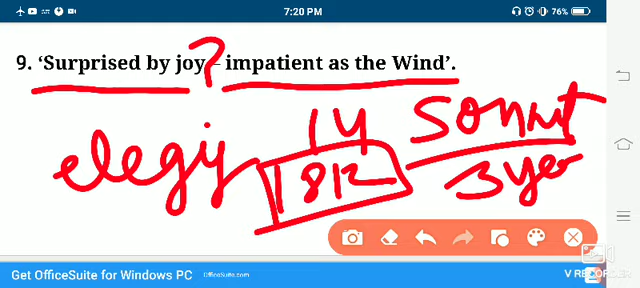 7:20 PM 76%
9. 'Surprised by joy – impatient as the Wind'.
?
elegy 14 Sonnet
1812 3 yea
Get OfficeSuite for Windows PC OfficeSuite.com
V RECORDER